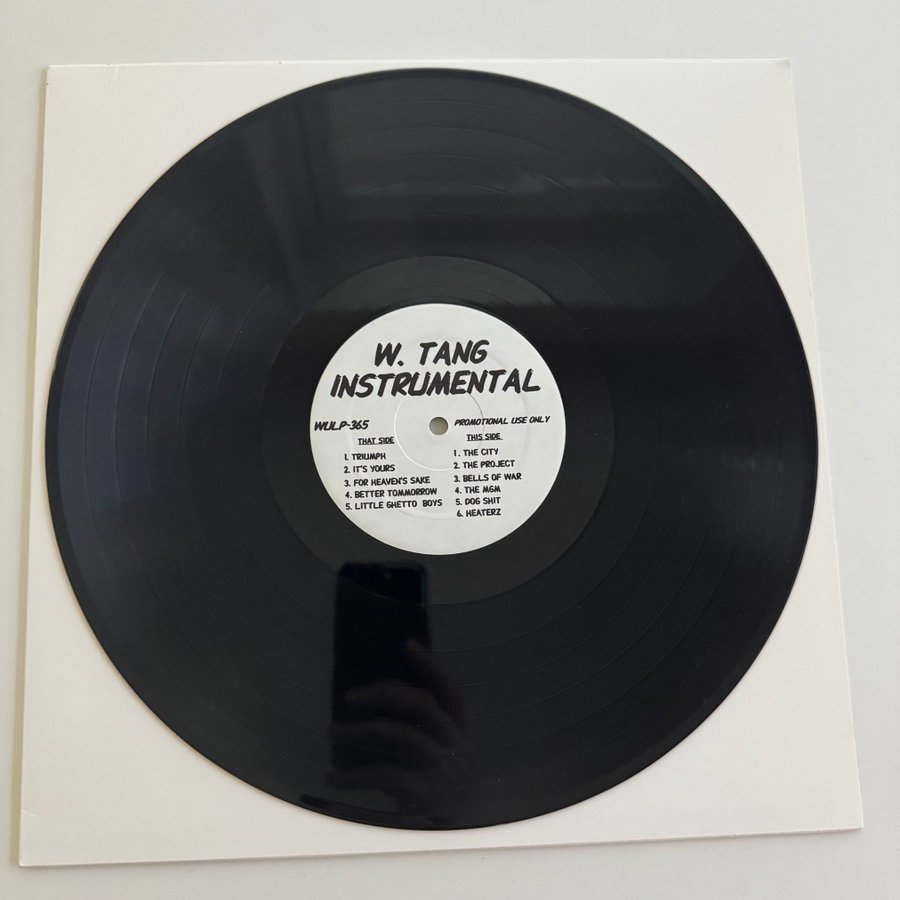 W. TANG
INSTRUMENTAL
WULP-365
PROMOTIONAL USE ONLY
THAT SIDE
1. TRIUMPH
2. IT'S YOURS
3. FOR HEAVEN'S SAKE
4. BETTER TOMMORROW
5. LITTLE GHETTO BOYS
THIS SIDE
1. THE CITY
2. THE PROJECT
3. BELLS OF WAR
4. THE MGM
5. DOG SHIT
6. HEATERZ